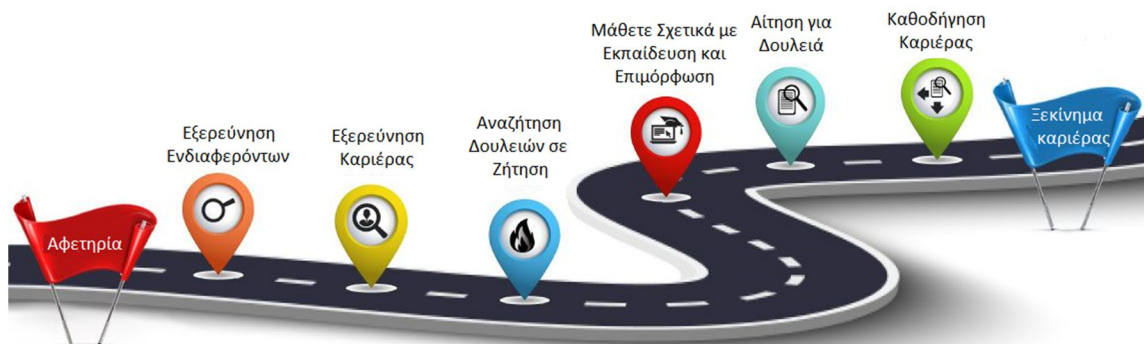 Αφετηρία
Εξερεύνηση
Ενδιαφερόντων
Εξερεύνηση
Καριέρας
Αναζήτηση
Δουλειών σε
Ζήτηση
Μάθετε Σχετικά με
Εκπαίδευση και
Επιμόρφωση
Αίτηση για
Δουλειά
Καθοδήγηση
Καριέρας
Ξεκίνημα
καριέρας